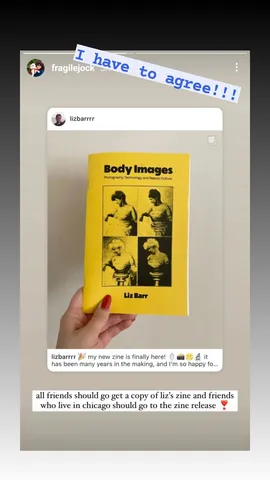 I have to agree!!!
fragilejock
lizbarrrr
Body Images
Photography, Technology and Beauty Culture
Liz Barr
lizbarrrr 🎉 my new zine is finally here!
it
has been many years in the making, and I'm so happy fo...
all friends should go get a copy of liz's zine and friends
who live in chicago should go to the zine release ❣️